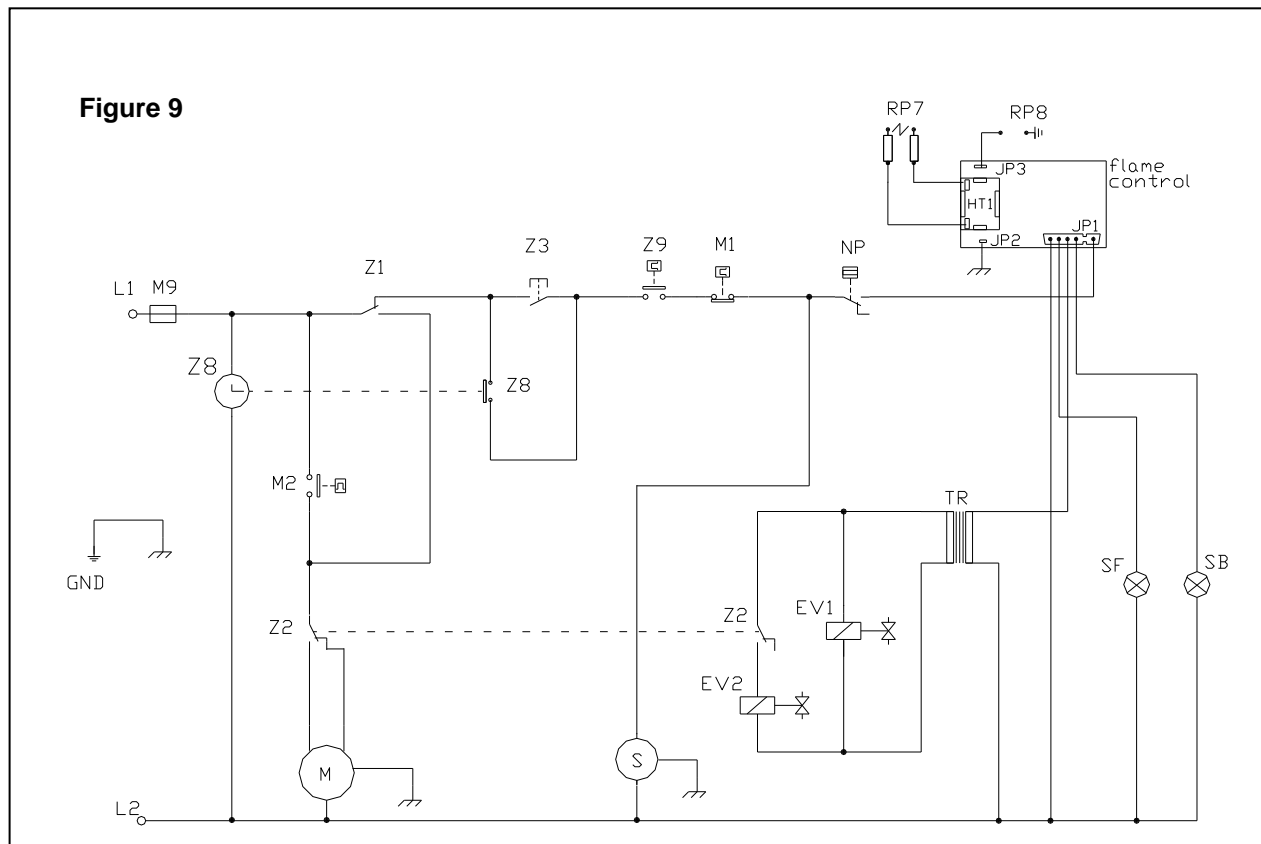 Figure 9
RP7
RP8
JP3
flame
control
HT1
JP1
JP2
Z1
Z3
Z9
M1
NP
L1
M9
Z8
Z8
M2
TR
GND
SF
SB
Z2
Z2
EV1
EV2
M
S
L2